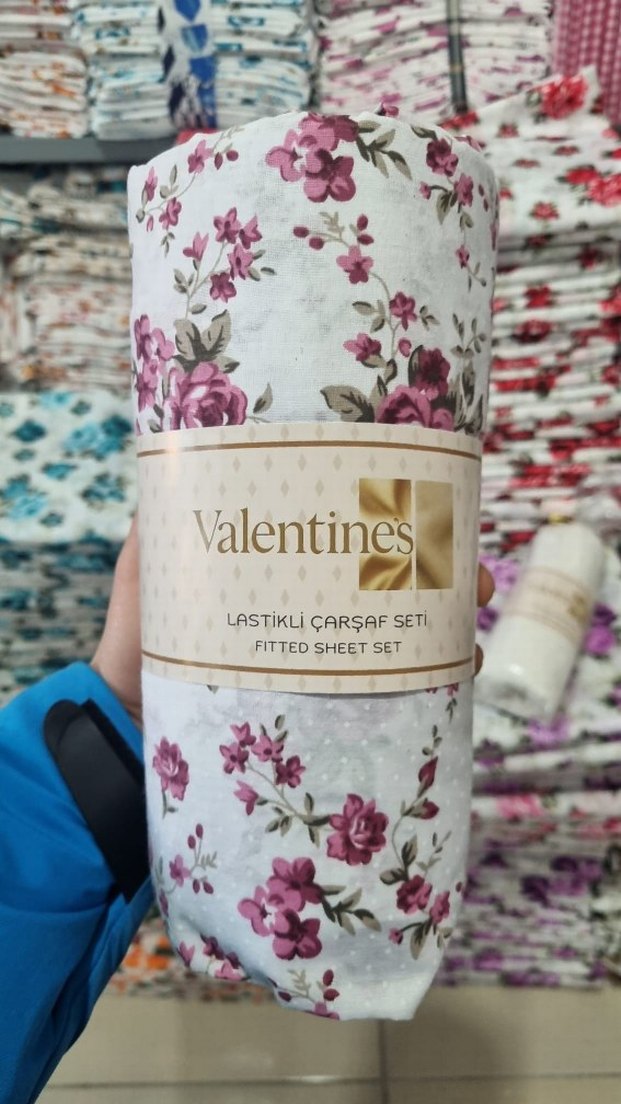 Valentine's
LASTİKLİ ÇARŞAF SETİ
FITTED SHEET SET